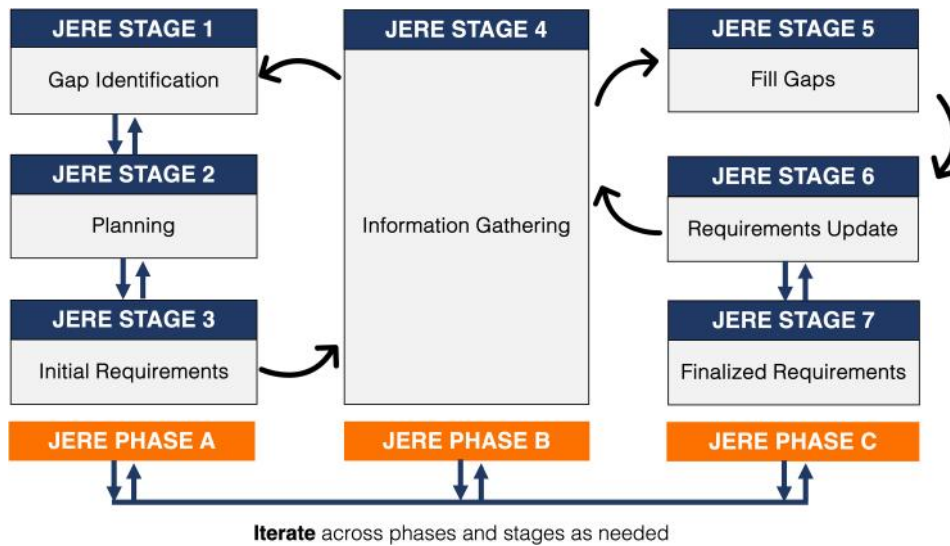 JERE STAGE 1
Gap Identification
JERE STAGE 2
Planning
JERE STAGE 3
Initial Requirements
JERE PHASE A
JERE STAGE 4
Information Gathering
JERE PHASE B
JERE STAGE 5
Fill Gaps
JERE STAGE 6
Requirements Update
JERE STAGE 7
Finalized Requirements
JERE PHASE C
Iterate across phases and stages as needed